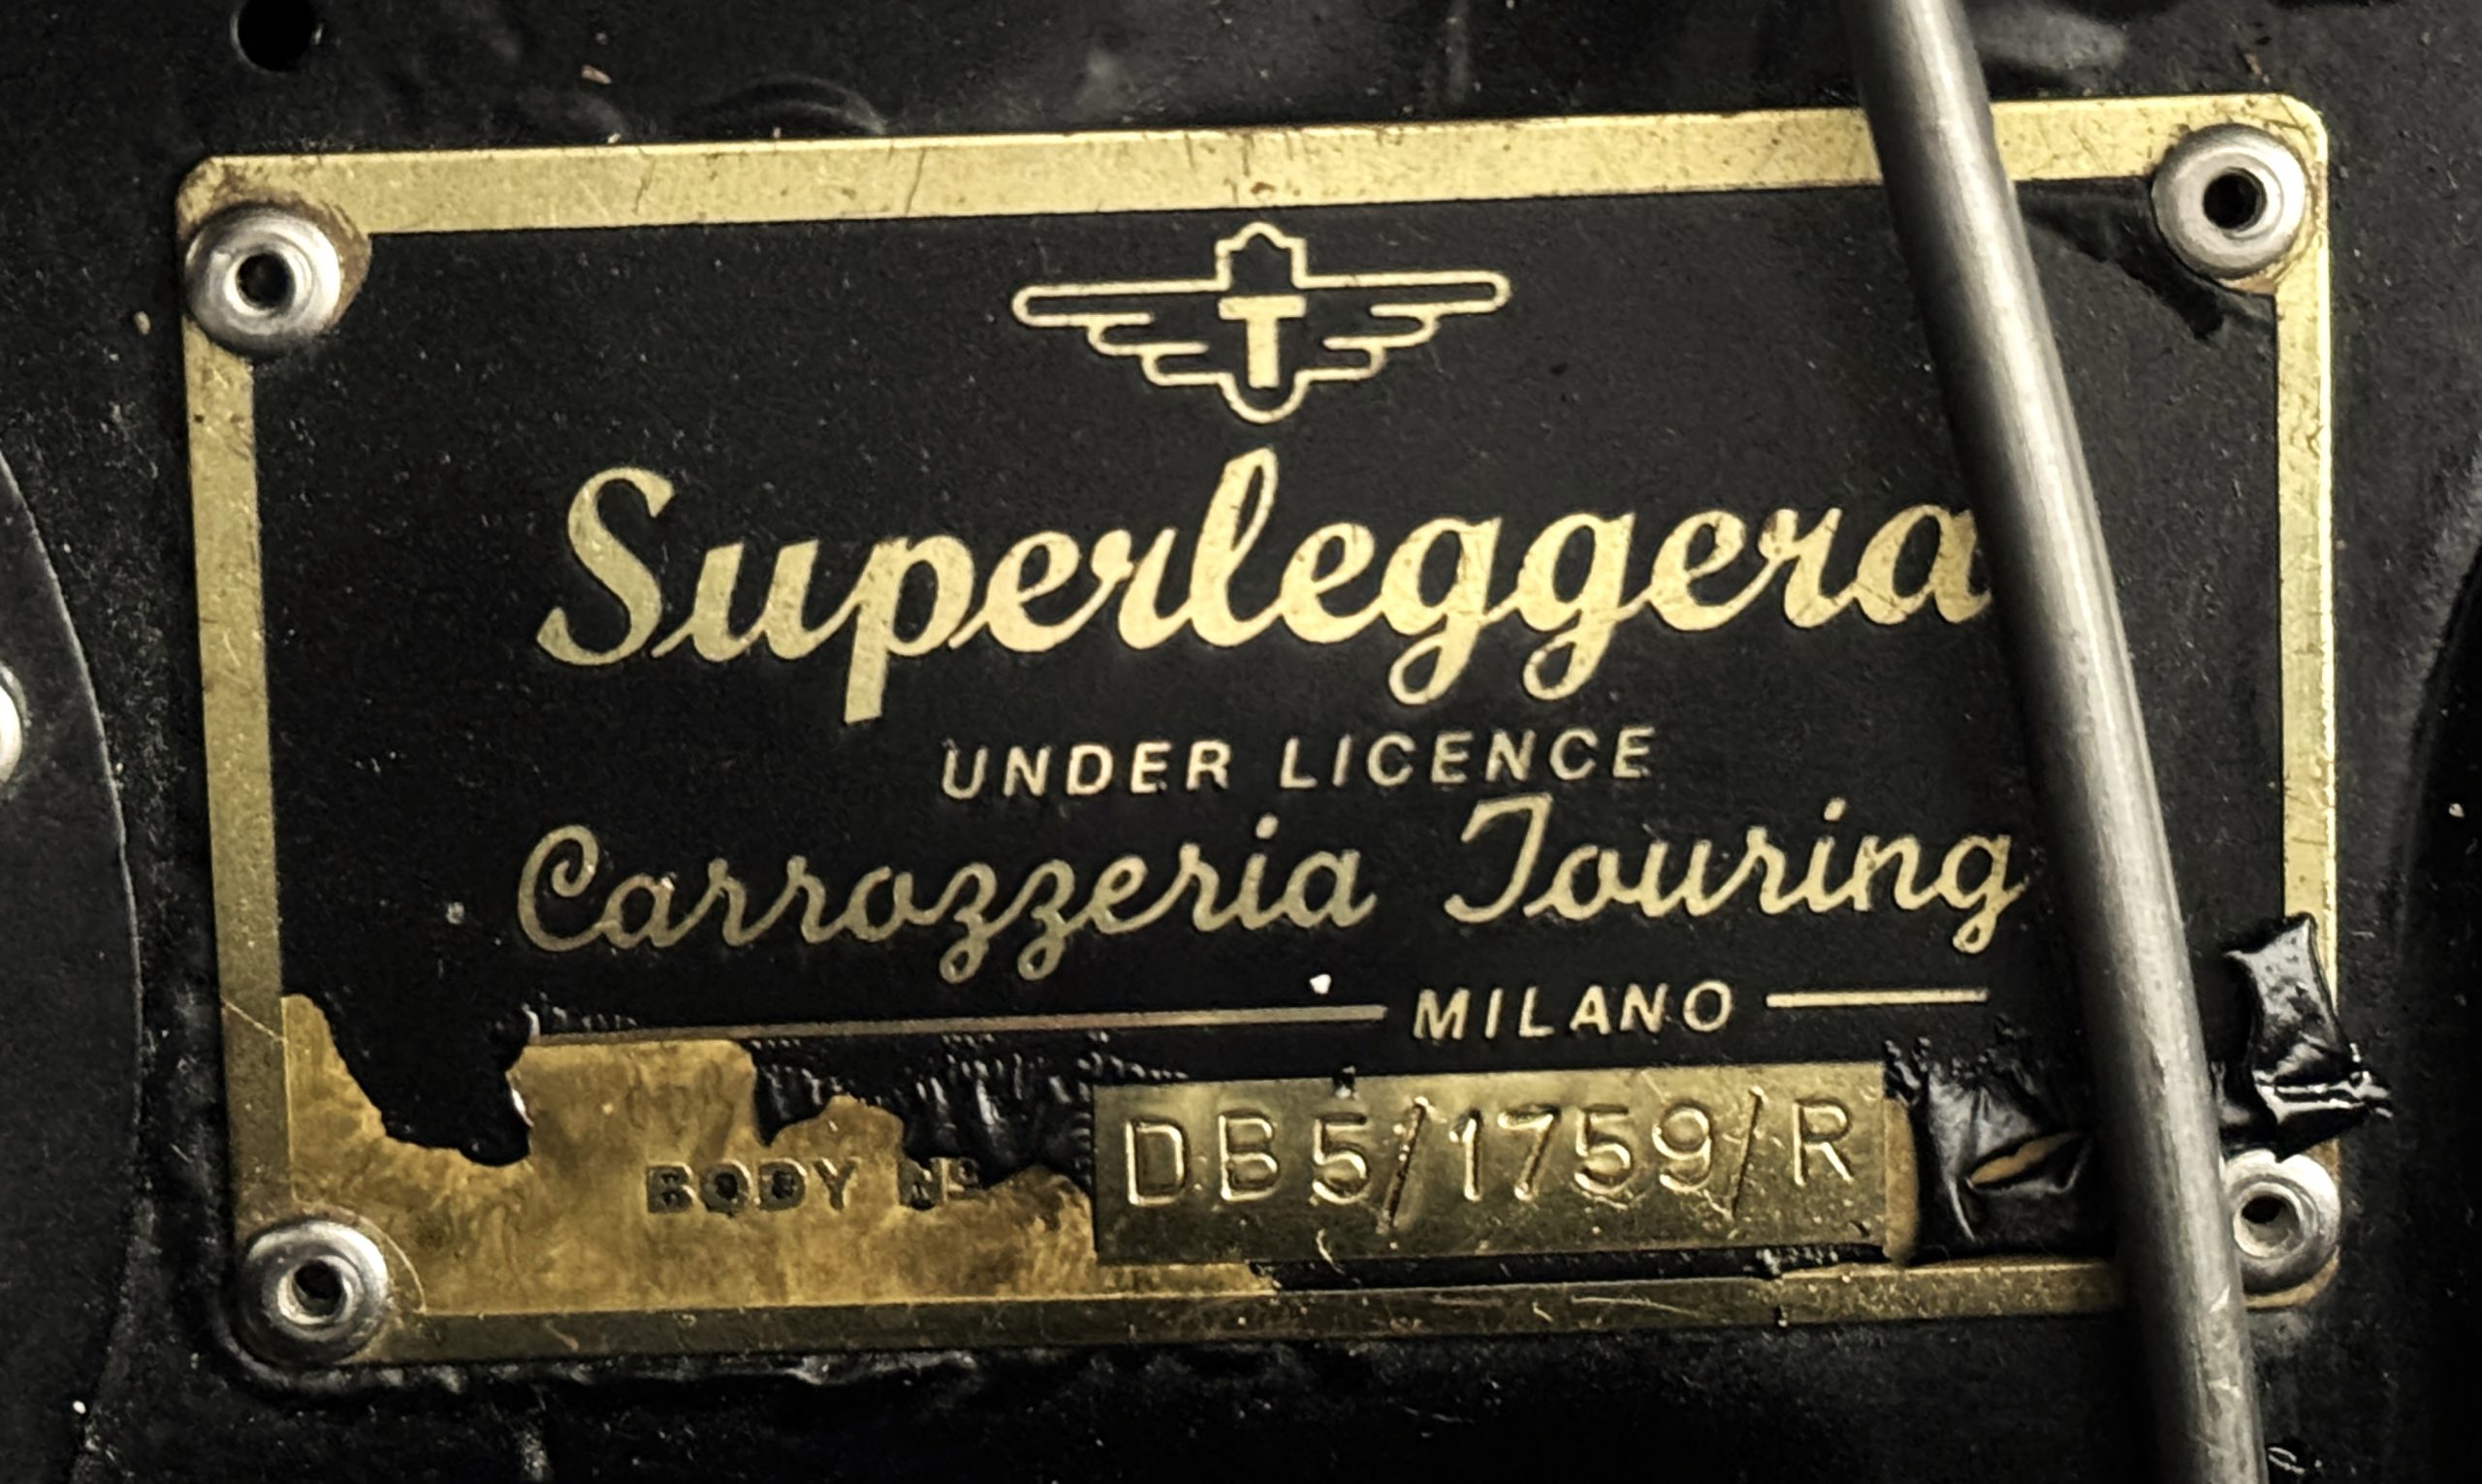 T
Superleggera
UNDER LICENCE
Carrozzeria Touring
MILANO
BODY Nº DB5/1759/R